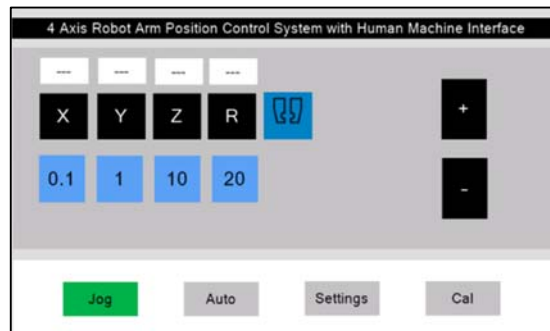 4 Axis Robot Arm Position Control System with Human Machine Interface
--- --- --- ---
X Y Z R +
0.1 1 10 20 -
Jog Auto Settings Cal